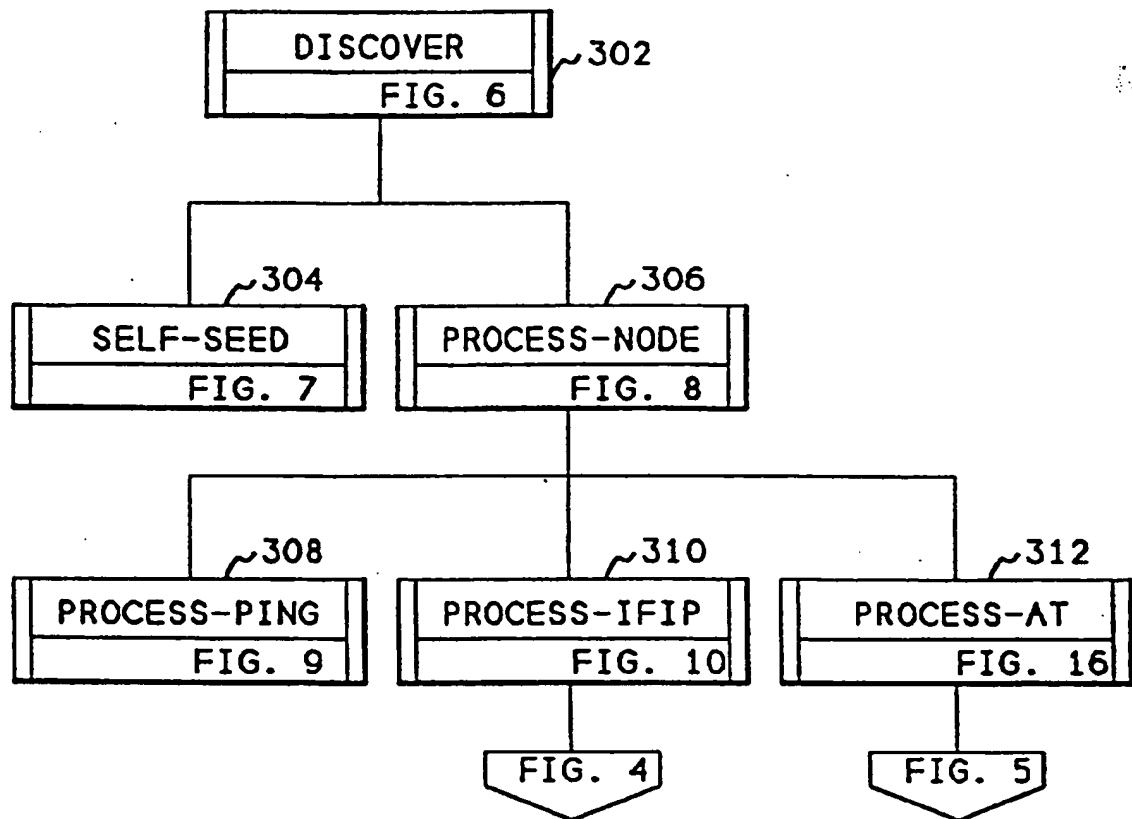 DISCOVER
302
FIG. 6
304
306
SELF-SEED
PROCESS-NODE
FIG. 7
FIG. 8
308
310
312
PROCESS-PING
PROCESS-IFIP
PROCESS-AT
FIG. 9
FIG. 10
FIG. 16
FIG. 4
FIG. 5